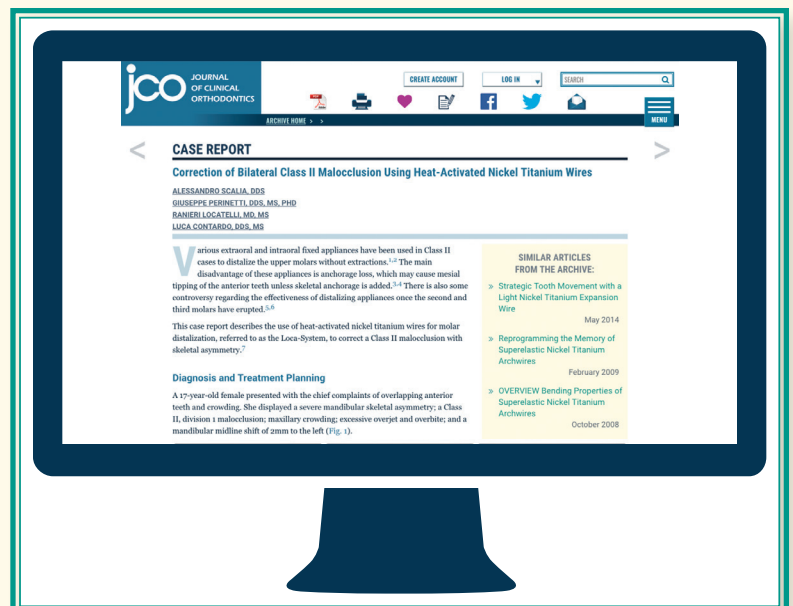 jco JOURNAL
OF CLINICAL
ORTHODONTICS
CREATE ACCOUNT
LOG IN
SEARCH
PDF
ARCHIVE HOME > >
MENU
< >
CASE REPORT
Correction of Bilateral Class II Malocclusion Using Heat-Activated Nickel Titanium Wires
ALESSANDRO SCALIA, DDS
GIUSEPPE PERINETTI, DDS, MS, PHD
RANIERI LOCATELLI, MD, MS
LUCA CONTARDO, DDS, MS
Various extraoral and intraoral fixed appliances have been used in Class II
cases to distalize the upper molars without extractions.1,2 The main
disadvantage of these appliances is anchorage loss, which may cause mesial
tipping of the anterior teeth unless skeletal anchorage is added.3,4 There is also some
controversy regarding the effectiveness of distalizing appliances once the second and
third molars have erupted.5,6
This case report describes the use of heat-activated nickel titanium wires for molar
distalization, referred to as the Loca-System, to correct a Class II malocclusion with
skeletal asymmetry.7
Diagnosis and Treatment Planning
A 17-year-old female presented with the chief complaints of overlapping anterior
teeth and crowding. She displayed a severe mandibular skeletal asymmetry; a Class
II, division 1 malocclusion; maxillary crowding; excessive overjet and overbite; and a
mandibular midline shift of 2mm to the left (Fig. 1).
SIMILAR ARTICLES
FROM THE ARCHIVE:
» Strategic Tooth Movement with a
Light Nickel Titanium Expansion
Wire
May 2014
» Reprogramming the Memory of
Superelastic Nickel Titanium
Archwires
February 2009
» OVERVIEW Bending Properties of
Superelastic Nickel Titanium
Archwires
October 2008